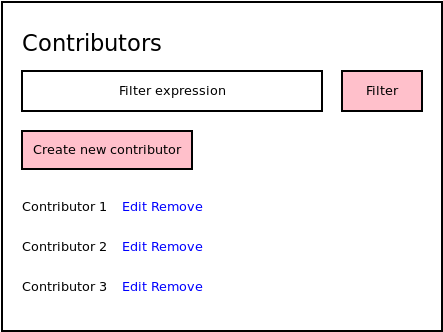 Contributors
Filter expression Filter
Create new contributor
Contributor 1 Edit Remove
Contributor 2 Edit Remove
Contributor 3 Edit Remove